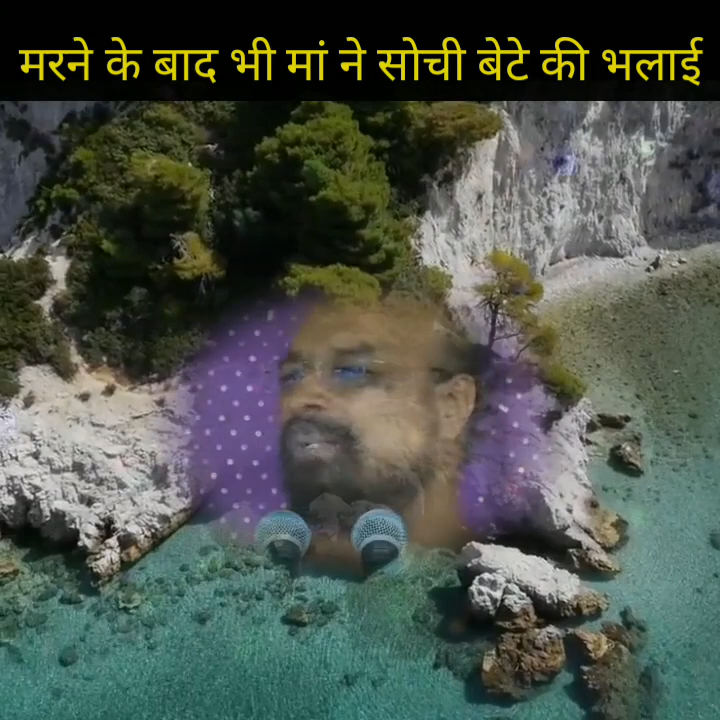 मरने के बाद भी मां ने सोची बेटे की भलाई